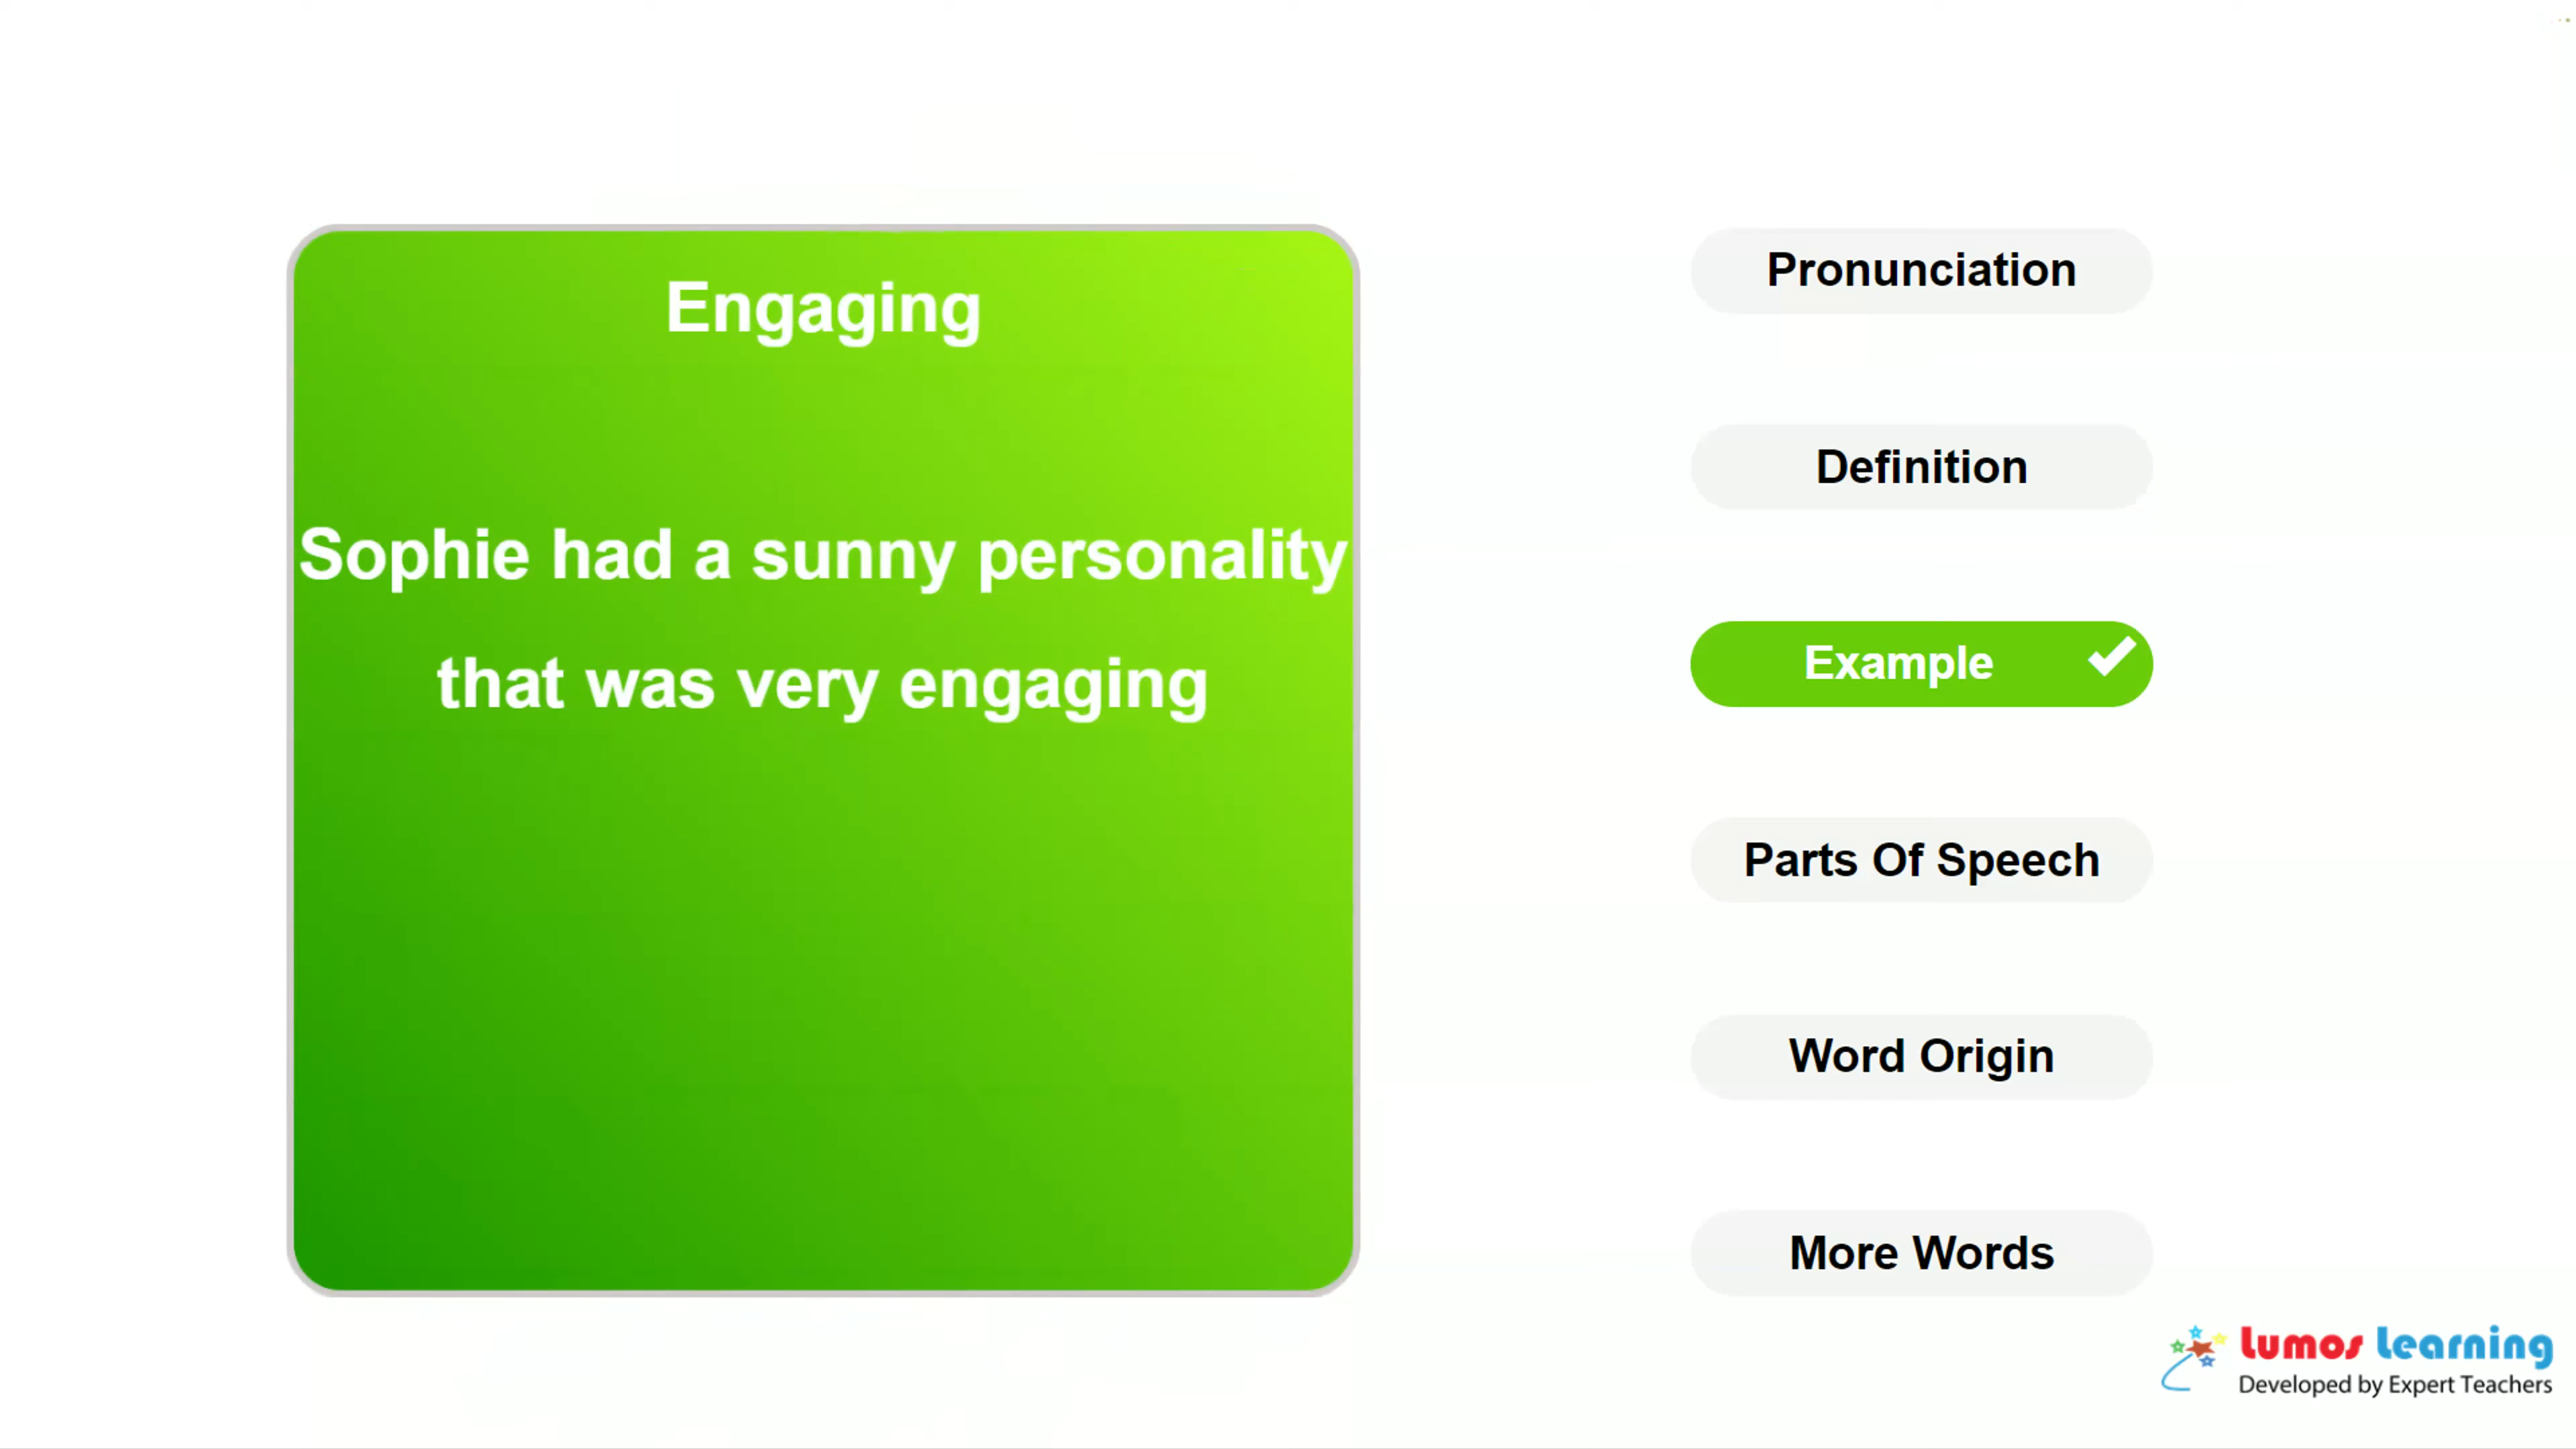 Engaging
Sophie had a sunny personality
that was very engaging
Pronunciation
Definition
Example
Parts Of Speech
Word Origin
More Words
Lumos Learning
Developed by Expert Teachers